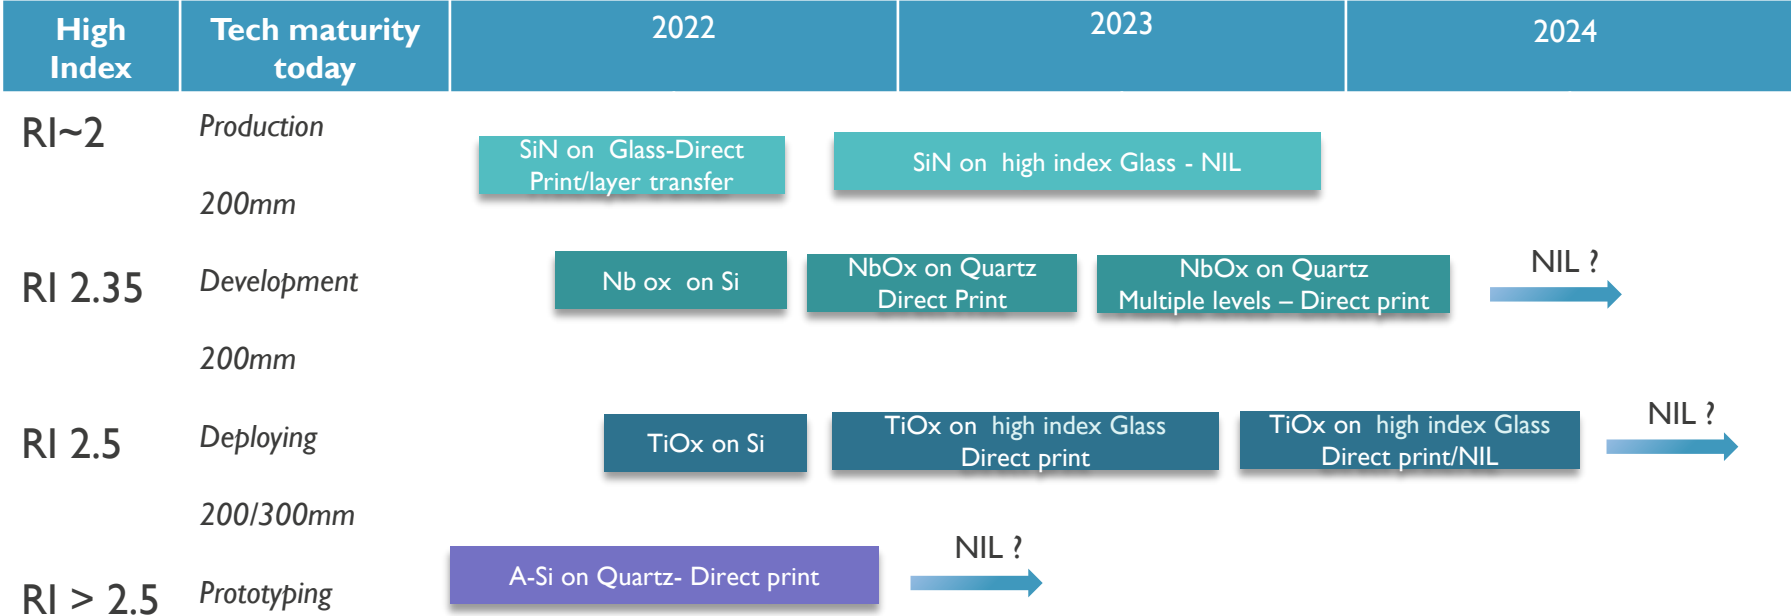 High
Index
Tech maturity
today
2022
2023
2024
RI~2
Production
200mm
SiN on Glass-Direct
Print/layer transfer
SiN on high index Glass - NIL
RI 2.35
Development
200mm
Nb ox on Si
NbOx on Quartz
Direct Print
NbOx on Quartz
Multiple levels – Direct print
NIL ?
RI 2.5
Deploying
200/300mm
TiOx on Si
TiOx on high index Glass
Direct print
TiOx on high index Glass
Direct print/NIL
NIL ?
RI > 2.5
Prototyping
A-Si on Quartz- Direct print
NIL ?